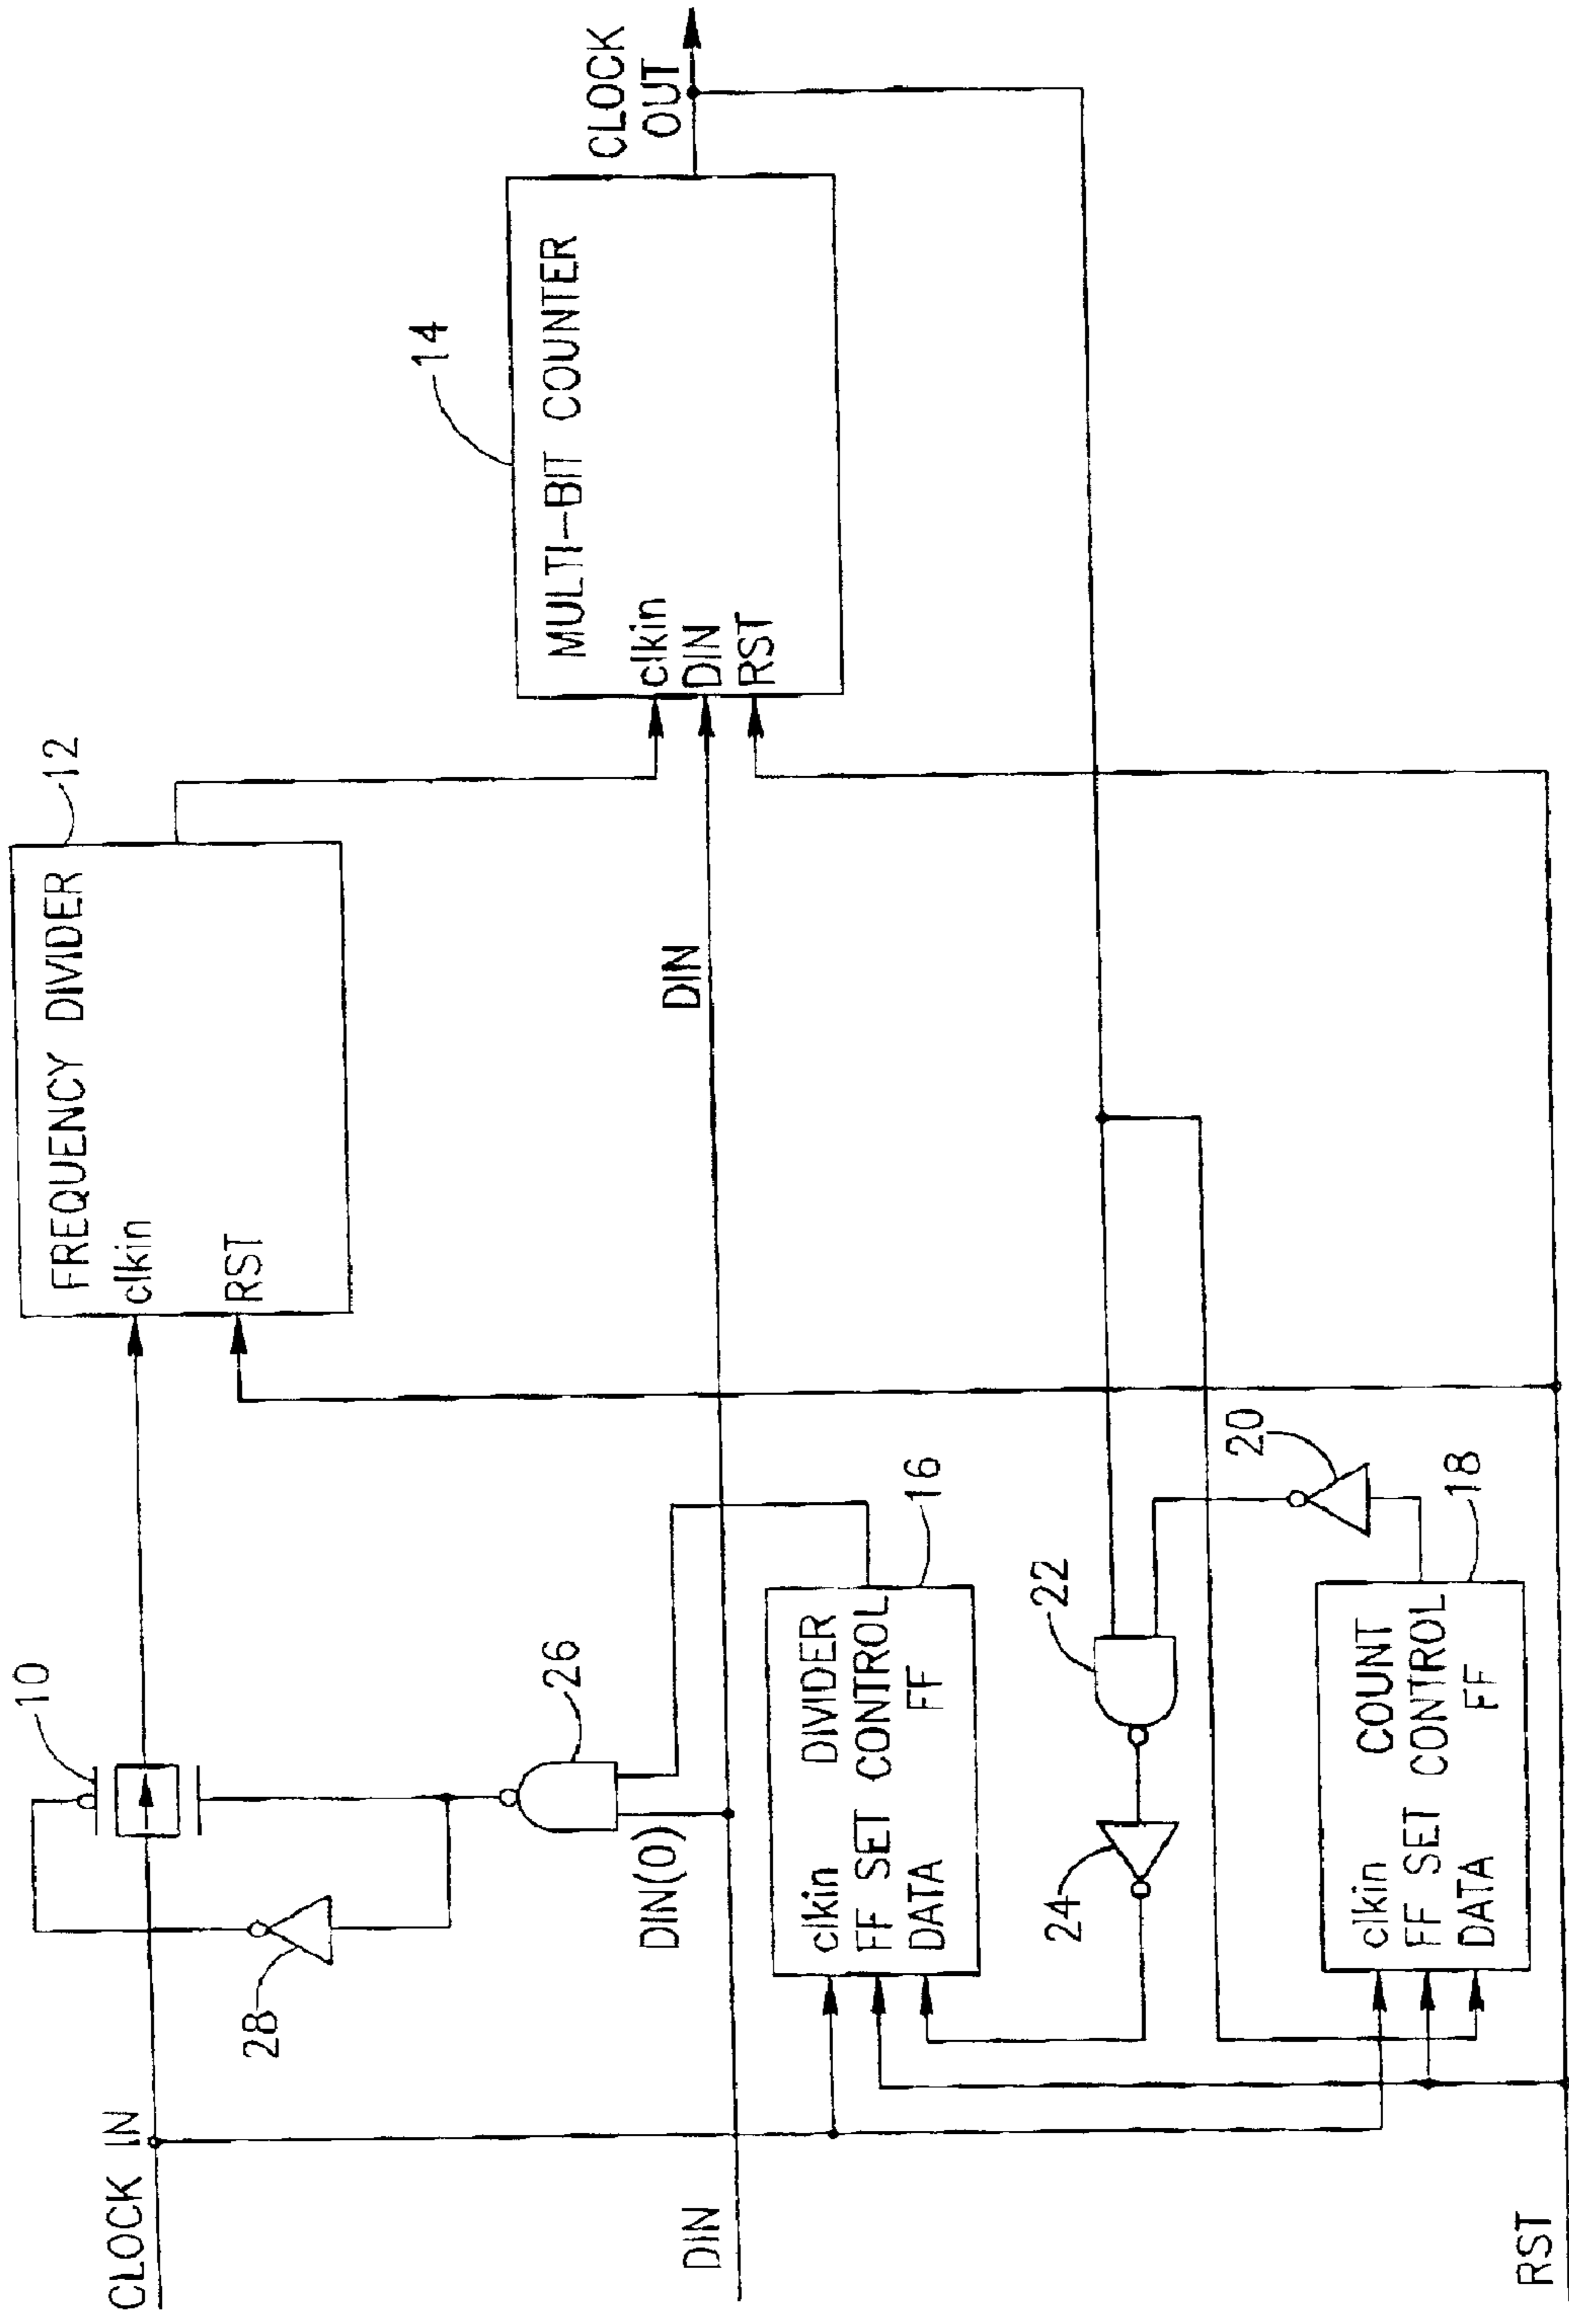 CLOCK IN
28
10
FREQUENCY DIVIDER
clkin
RST
12
DIN
DIN(0)
26
DIN
14
MULTI-BIT COUNTER
clkin
DIN
RST
CLOCK
OUT
clkin DIVIDER
FF SET CONTROL
DATA FF
16
24
22
20
clkin COUNT
FF SET CONTROL
DATA FF
18
RST